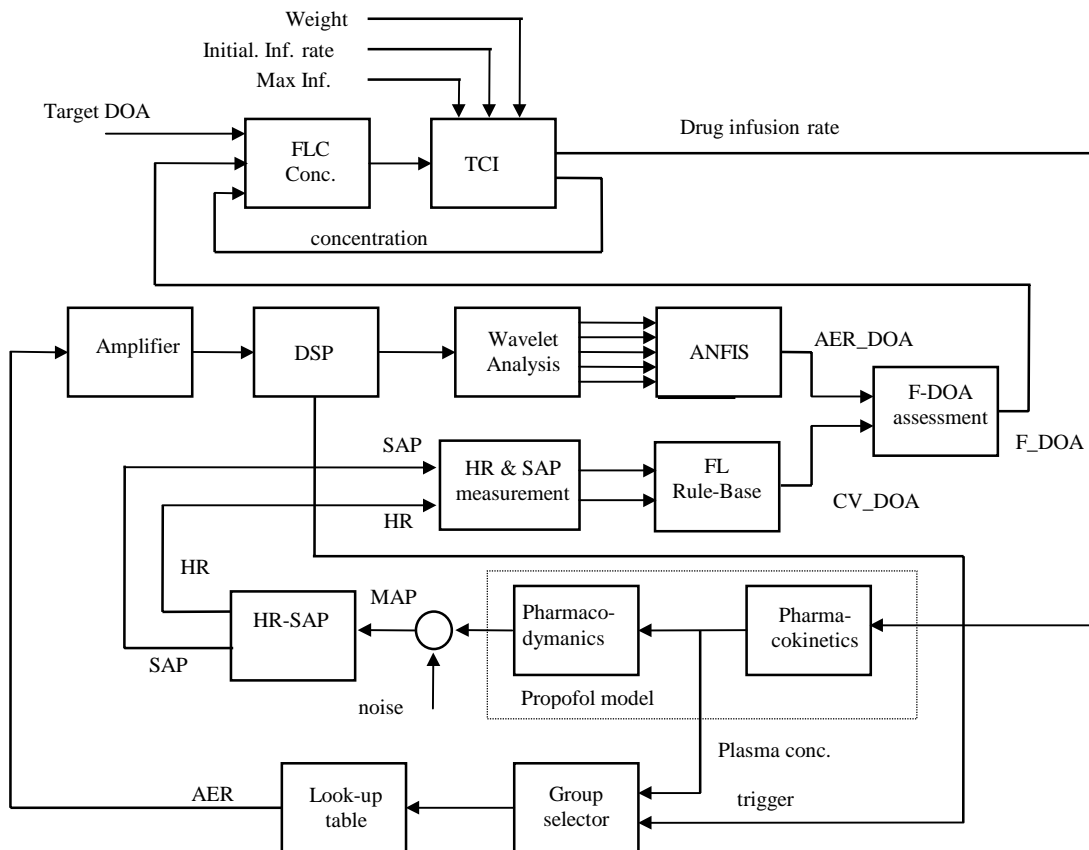 Weight
Initial. Inf. rate
Max Inf.
Target DOA
Drug infusion rate
FLC
Conc.
TCI
concentration
Amplifier
DSP
Wavelet
Analysis
ANFIS
AER_DOA
F-DOA
assessment
F_DOA
SAP
HR & SAP
measurement
HR
FL
Rule-Base
CV_DOA
HR
MAP
HR-SAP
SAP
noise
Pharmaco-
dymanics
Pharma-
cokinetics
Propofol model
Plasma conc.
AER
Look-up
table
Group
selector
trigger